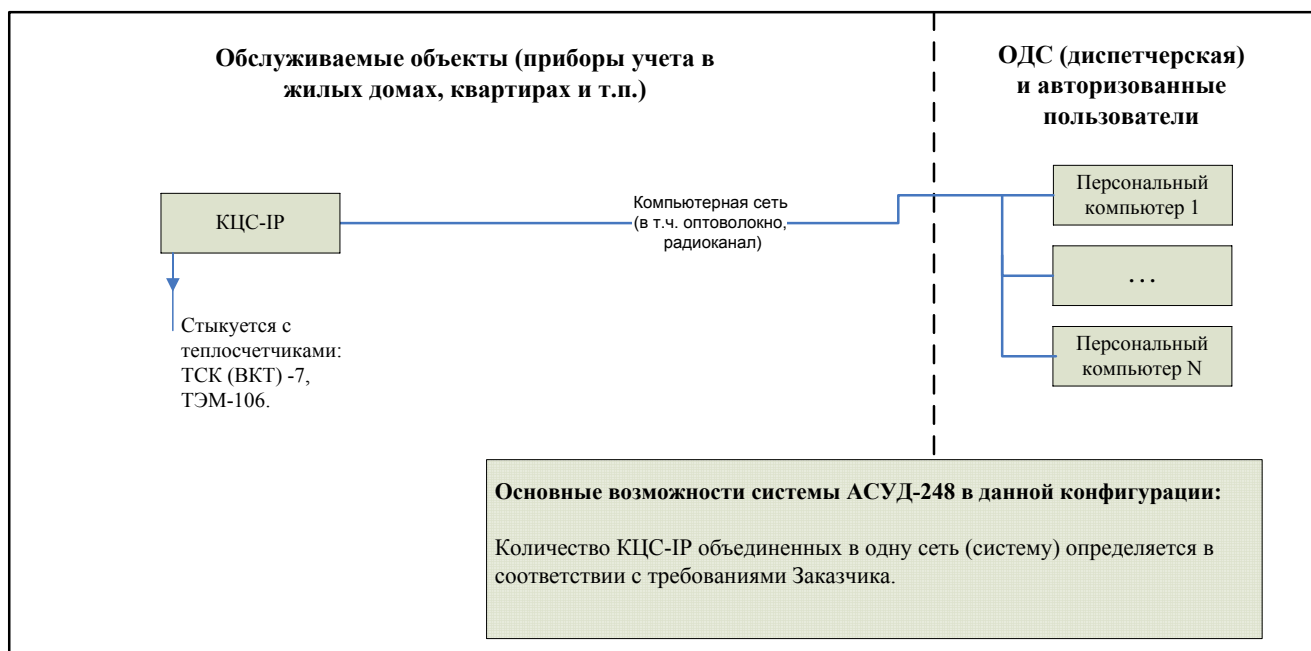 Обслуживаемые объекты (приборы учета в
жилых домах, квартирах и т.п.)
ОДС (диспетчерская)
и авторизованные
пользователи
КЦС-IP
Компьютерная сеть
(в т.ч. оптоволокно,
радиоканал)
Персональный
компьютер 1
...
Персональный
компьютер N
Стыкуется с
теплосчетчиками:
ТСК (ВКТ) -7,
ТЭМ-106.
Основные возможности системы АСУД-248 в данной конфигурации:
Количество КЦС-IP объединенных в одну сеть (систему) определяется в
соответствии с требованиями Заказчика.